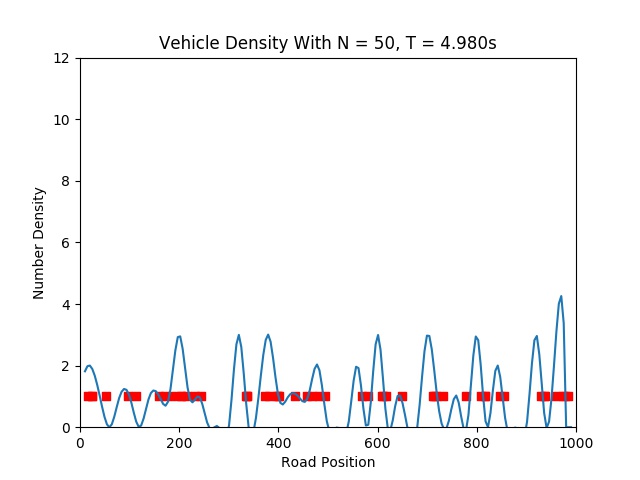 Vehicle Density With N = 50, T = 4.980s
12
10
8
6
4
2
0
Number Density
0 200 400 600 800 1000
Road Position